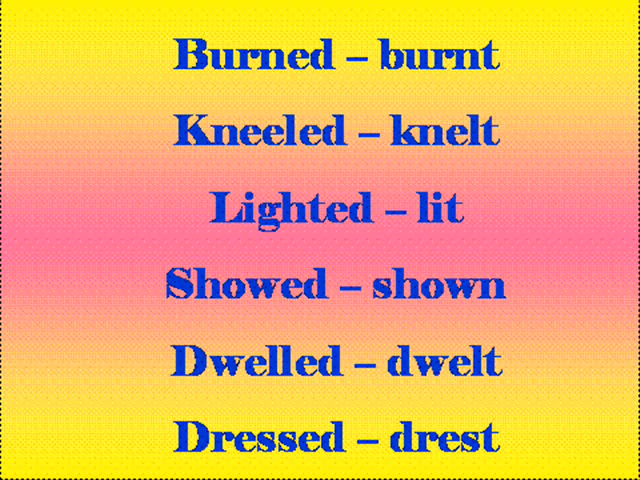 Burned – burnt
Kneeled – knelt
Lighted – lit
Showed – shown
Dwelled – dwelt
Dressed – drest